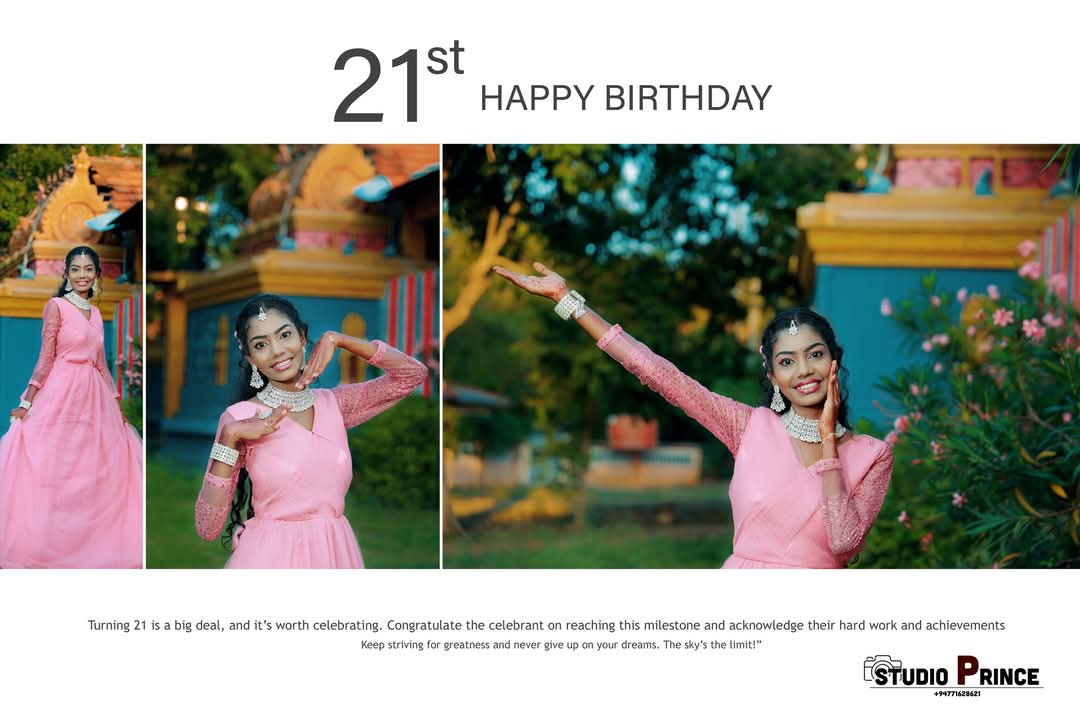 21st HAPPY BIRTHDAY
Turning 21 is a big deal, and it’s worth celebrating. Congratulate the celebrant on reaching this milestone and acknowledge their hard work and achievements
Keep striving for greatness and never give up on your dreams. The sky’s the limit!”
STUDIO PRINCE
+94771628621